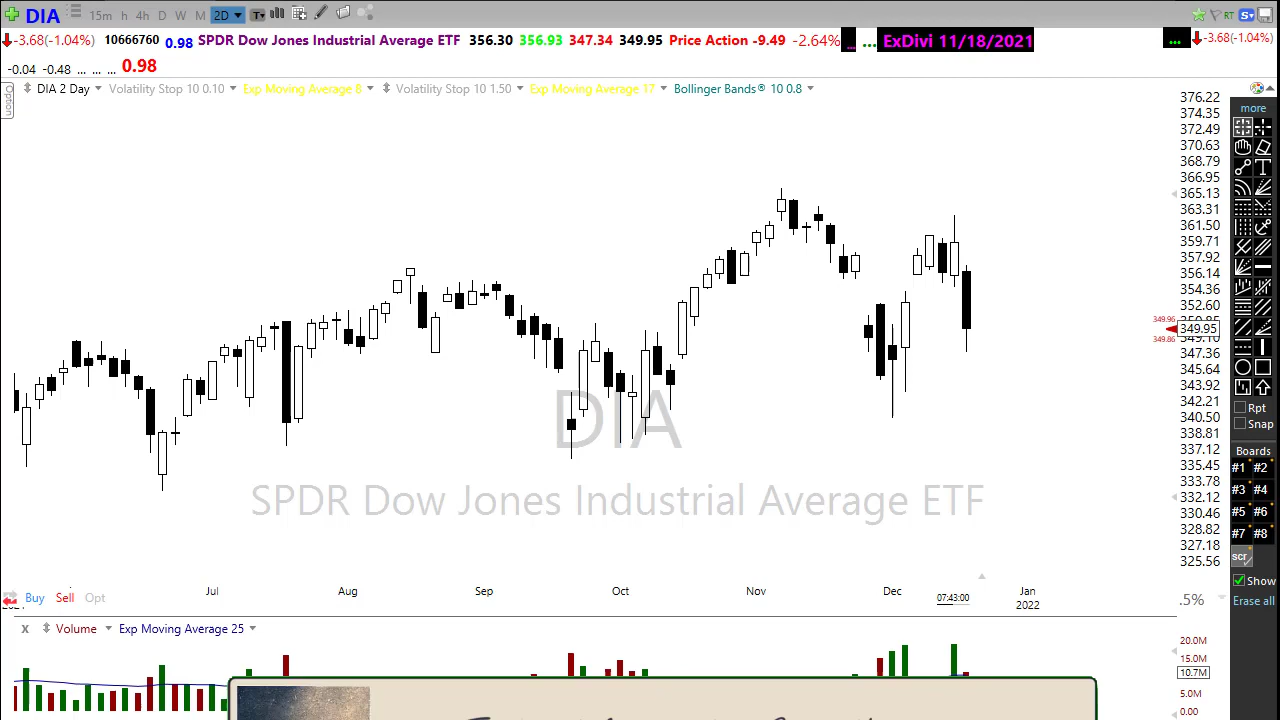 DIA 15m h 4h D W M 2D T RT S
-3.68(-1.04%) 10666760 0.98 SPDR Dow Jones Industrial Average ETF 356.30 356.93 347.34 349.95 Price Action -9.49 -2.64% ... ... ExDivi 11/18/2021 ... -3.68(-1.04%)
-0.04 -0.48 ... ... ... 0.98
Option
DIA 2 Day Volatility Stop 10 0.10 Exp Moving Average 8 Volatility Stop 10 1.50 Exp Moving Average 17 Bollinger Bands® 10 0.8
376.22
374.35
372.49
370.63
368.79
366.95
365.13
363.31
361.50
359.71
357.92
356.14
354.36
352.60
349.96
349.95
349.86
347.36
345.64
343.92
342.21
340.50
338.81
337.12
335.45
333.78
332.12
330.46
328.82
327.18
325.56
.5%
DIA
SPDR Dow Jones Industrial Average ETF
more
Rpt
Snap
Boards
#1 #2
#3 #4
#5 #6
#7 #8
scr
Show
Erase all
Buy Sell Opt
Jul Aug Sep Oct Nov Dec Jan
07:43:00 2022
X Volume Exp Moving Average 25
20.0M
15.0M
10.7M
5.0M
0.00